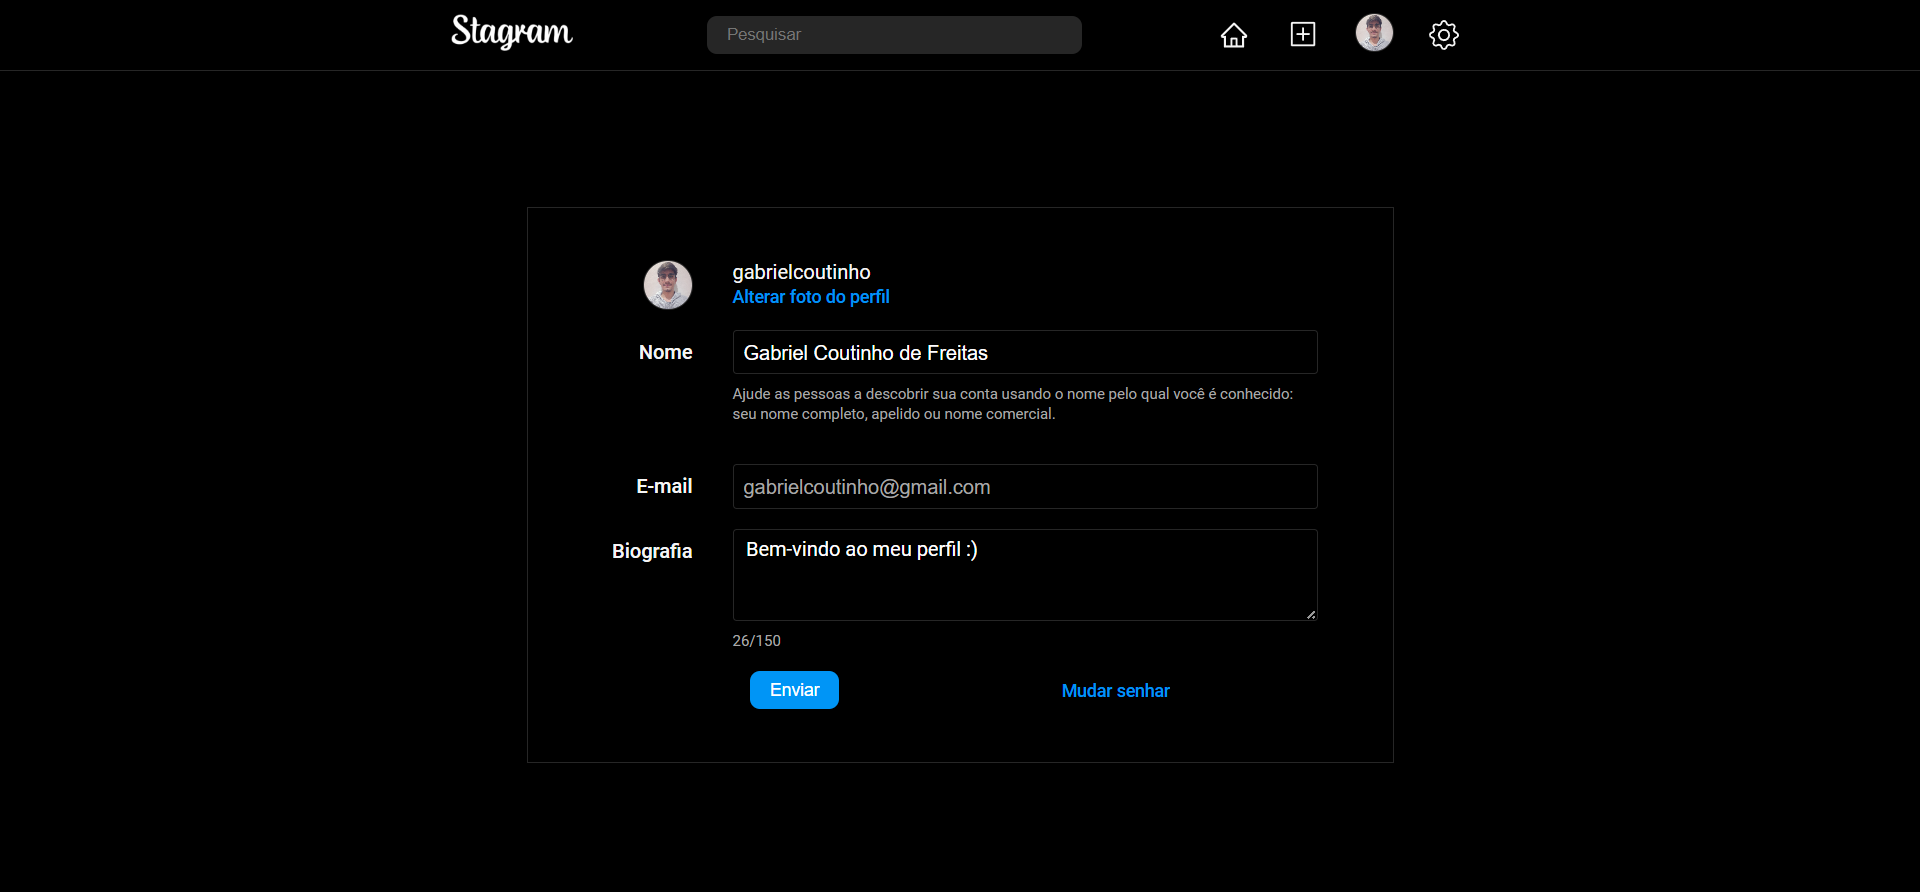 Stagram
Pesquisar
gabrielcoutinho
Alterar foto do perfil
Nome
Gabriel Coutinho de Freitas
Ajude as pessoas a descobrir sua conta usando o nome pelo qual você é conhecido:
seu nome completo, apelido ou nome comercial.
E-mail
gabrielcoutinho@gmail.com
Biografia
Bem-vindo ao meu perfil :)
26/150
Enviar
Mudar senhar